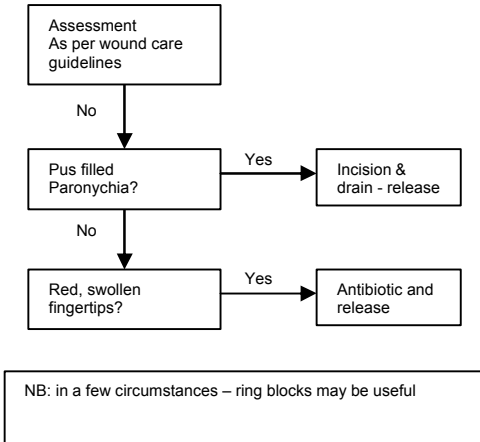 Assessment
As per wound care
guidelines
No
Pus filled
Paronychia?
Yes
Incision &
drain - release
No
Red, swollen
fingertips?
Yes
Antibiotic and
release
NB: in a few circumstances – ring blocks may be useful